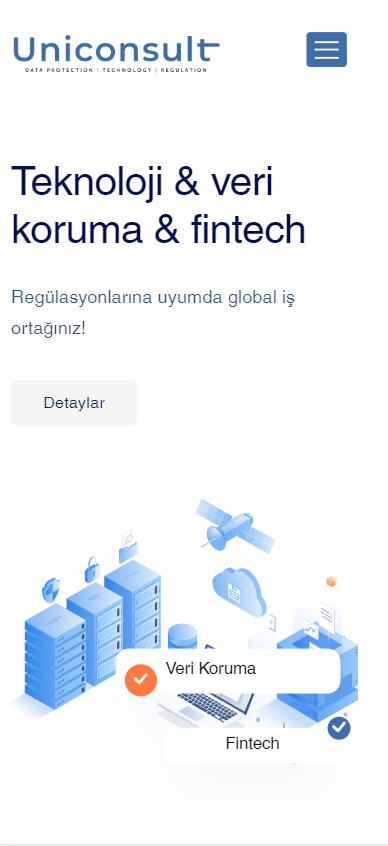 Uniconsult
DATA PROTECTION | TECHNOLOGY | REGULATION
Teknoloji & veri
koruma & fintech
Regülasyonlarına uyumda global iş
ortağınız!
Detaylar
Veri Koruma
Fintech